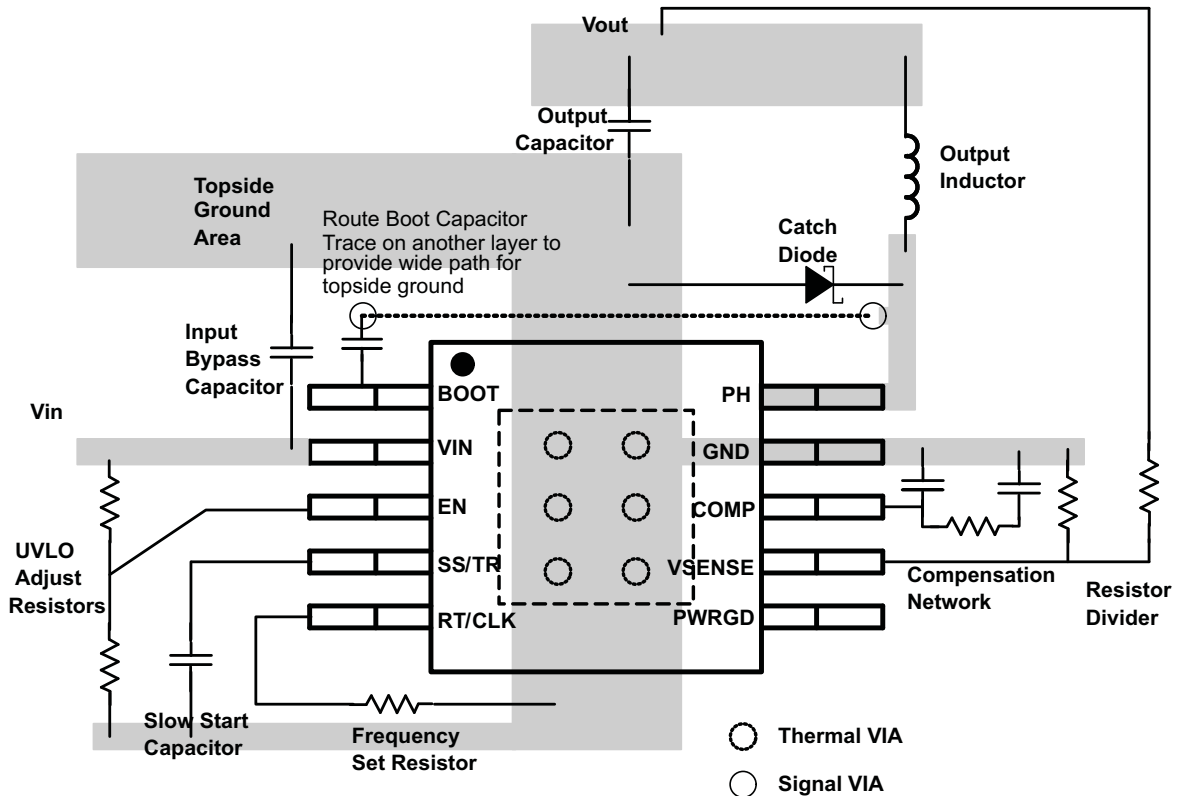 Vout
Output
Capacitor
Output
Inductor
Topside
Ground
Area
Route Boot Capacitor
Trace on another layer to
provide wide path for
topside ground
Catch
Diode
Input
Bypass
Capacitor
Vin
BOOT
VIN
EN
SS/TR
RT/CLK
PH
GND
COMP
VSENSE
PWRGD
UVLO
Adjust
Resistors
Compensation
Network
Resistor
Divider
Slow Start
Capacitor
Frequency
Set Resistor
Thermal VIA
Signal VIA